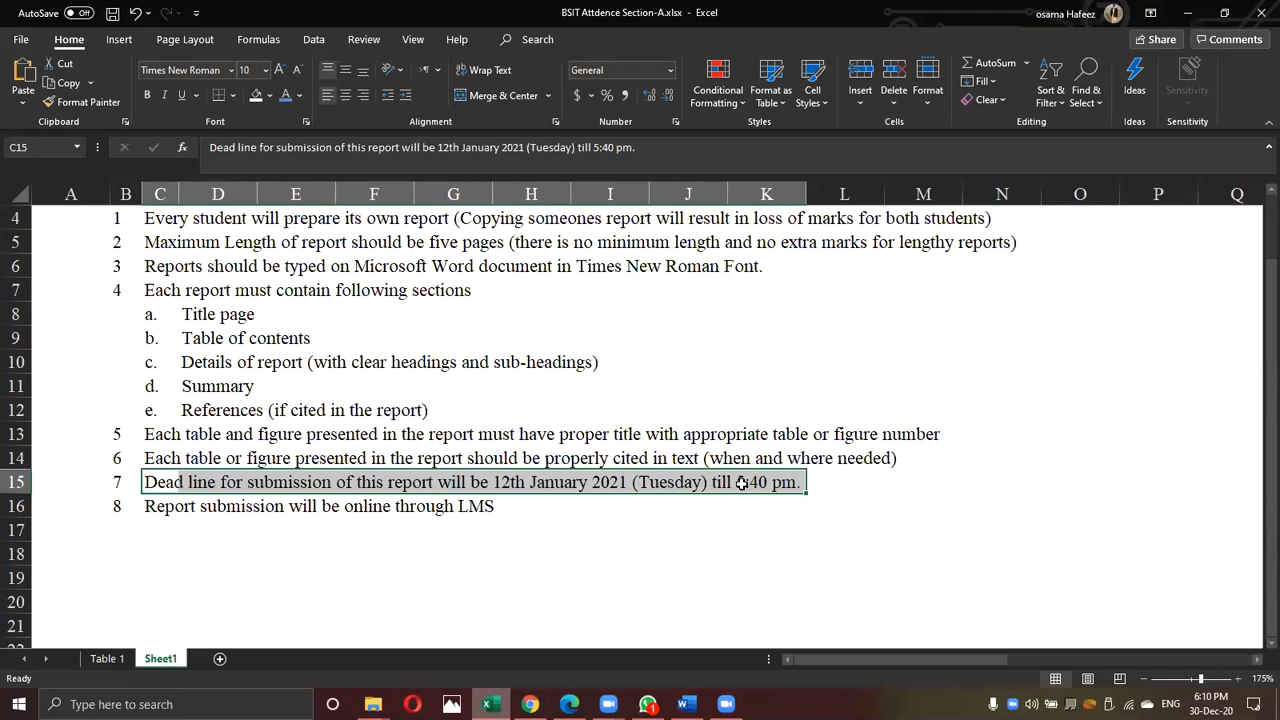 AutoSave Off BSIT Attdence Section-A.xlsx - Excel osama Hafeez
File Home Insert Page Layout Formulas Data Review View Help Search Share Comments
Paste Cut Copy Format Painter Clipboard
Times New Roman 10 B I U A Font
Wrap Text Merge & Center Alignment
General $ % Number
Conditional Formatting Format as Table Cell Styles Styles
Insert Delete Format Cells
AutoSum Fill Clear Sort & Filter Find & Select Editing
Ideas Ideas
Sensitivity Sensitivity
C15 fx Dead line for submission of this report will be 12th January 2021 (Tuesday) till 5:40 pm.
A B C D E F G H I J K L M N O P Q
4 1 Every student will prepare its own report (Copying someones report will result in loss of marks for both students)
5 2 Maximum Length of report should be five pages (there is no minimum length and no extra marks for lengthy reports)
6 3 Reports should be typed on Microsoft Word document in Times New Roman Font.
7 4 Each report must contain following sections
8 a. Title page
9 b. Table of contents
10 c. Details of report (with clear headings and sub-headings)
11 d. Summary
12 e. References (if cited in the report)
13 5 Each table and figure presented in the report must have proper title with appropriate table or figure number
14 6 Each table or figure presented in the report should be properly cited in text (when and where needed)
15 7 Dead line for submission of this report will be 12th January 2021 (Tuesday) till 5:40 pm.
16 8 Report submission will be online through LMS
17
18
19
20
21
Table 1 Sheet1
Ready 175%
Type here to search 1 ENG 6:10 PM
30-Dec-20